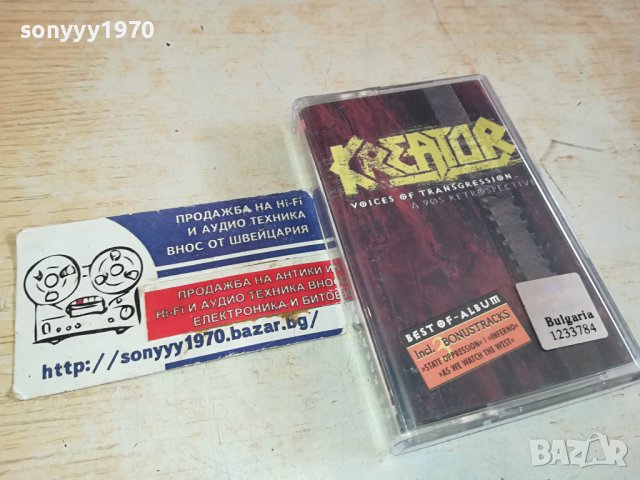 sonyyy1970
ПРОДАЖБА НА Hi-Fi
И АУДИО ТЕХНИКА
ВНОС ОТ ШВЕЙЦАРИЯ
ПРОДАЖБА НА АНТИКИ И
Hi-Fi И АУДИО ТЕХНИКА ВНОС
ЕЛЕКТРОНИКА И БИТОВ
http://sonyyy1970.bazar.bg/
KREATOR
VOICES OF TRANSGRESSION
A 90S RETROSPECTIVE
BEST OF-ALBUM
Incl. 2 BONUSTRACKS
»STATE OPPRESSION« | »INFERNO«
»AS WE WATCH THE WEST«
Bulgaria
1233784
BAZAR